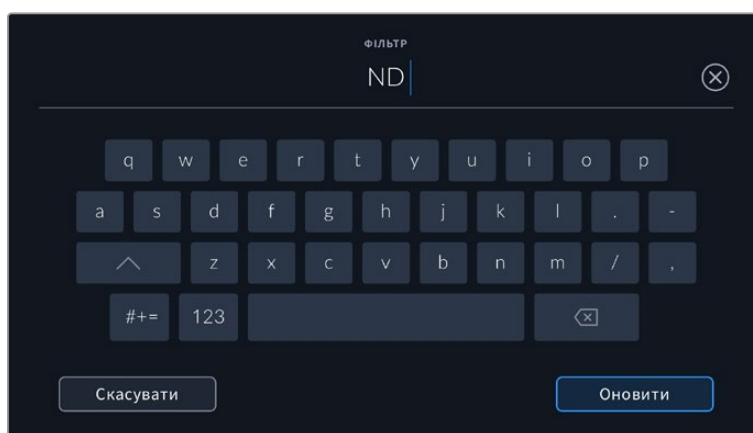 ФІЛЬТР
ND
q w e r t y u i o p
a s d f g h j k l . -
z x c v b n m / ,
#+= 123
Скасувати Оновити